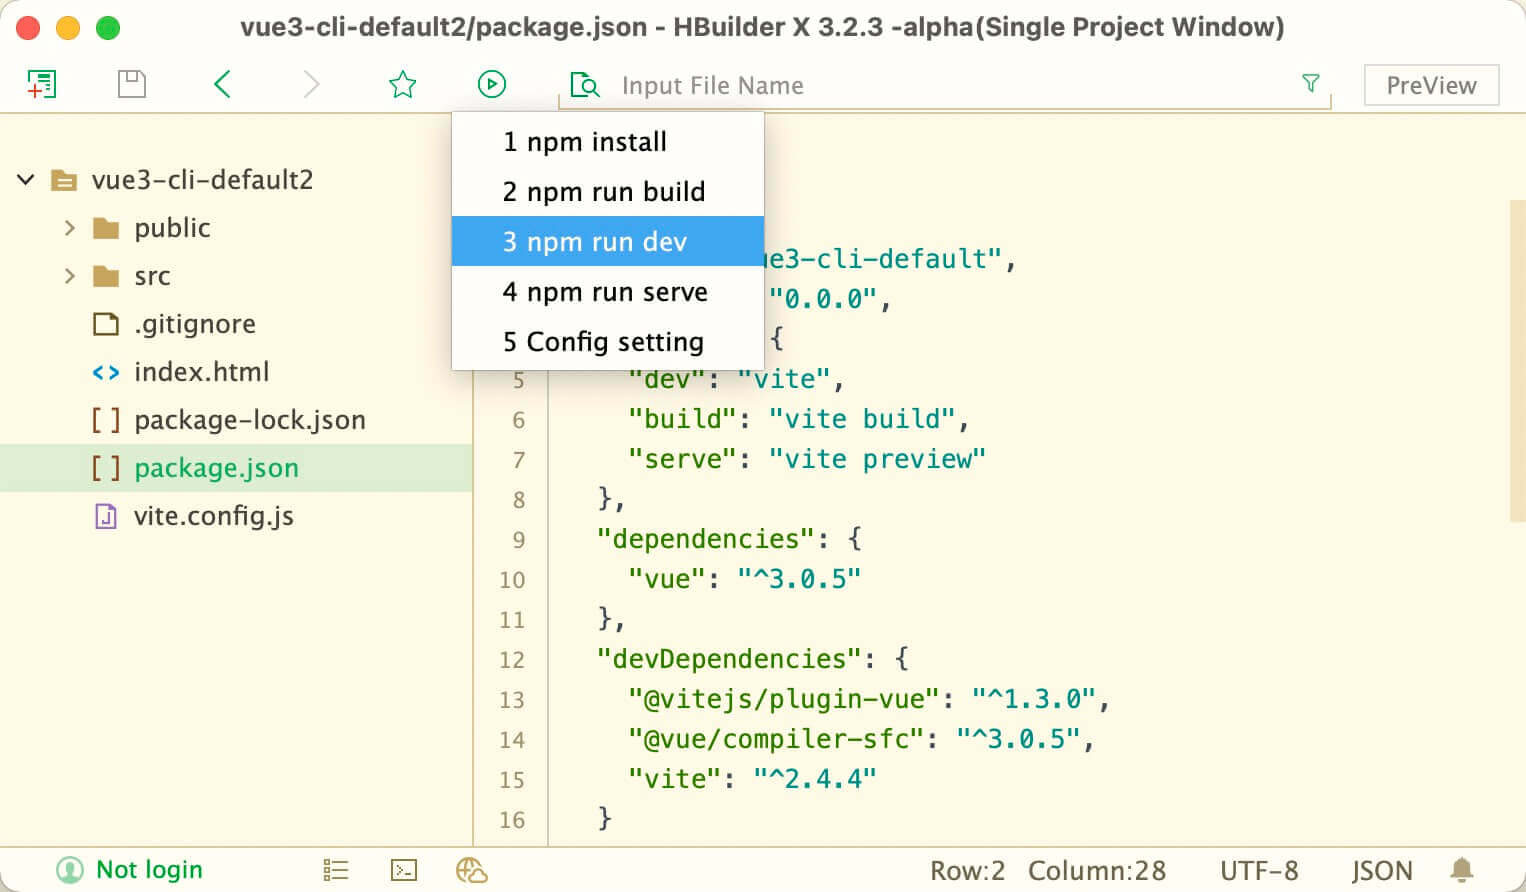 vue3-cli-default2/package.json - HBuilder X 3.2.3 -alpha(Single Project Window)
Input File Name
PreView
1 npm install
2 npm run build
3 npm run dev
4 npm run serve
5 Config setting
vue3-cli-default2
public
src
.gitignore
index.html
package-lock.json
package.json
vite.config.js
ue3-cli-default",
"0.0.0",
{
5 "dev": "vite",
6 "build": "vite build",
7 "serve": "vite preview"
8 },
9 "dependencies": {
10 "vue": "^3.0.5"
11 },
12 "devDependencies": {
13 "@vitejs/plugin-vue": "^1.3.0",
14 "@vue/compiler-sfc": "^3.0.5",
15 "vite": "^2.4.4"
16 }
Not login
Row:2 Column:28 UTF-8 JSON